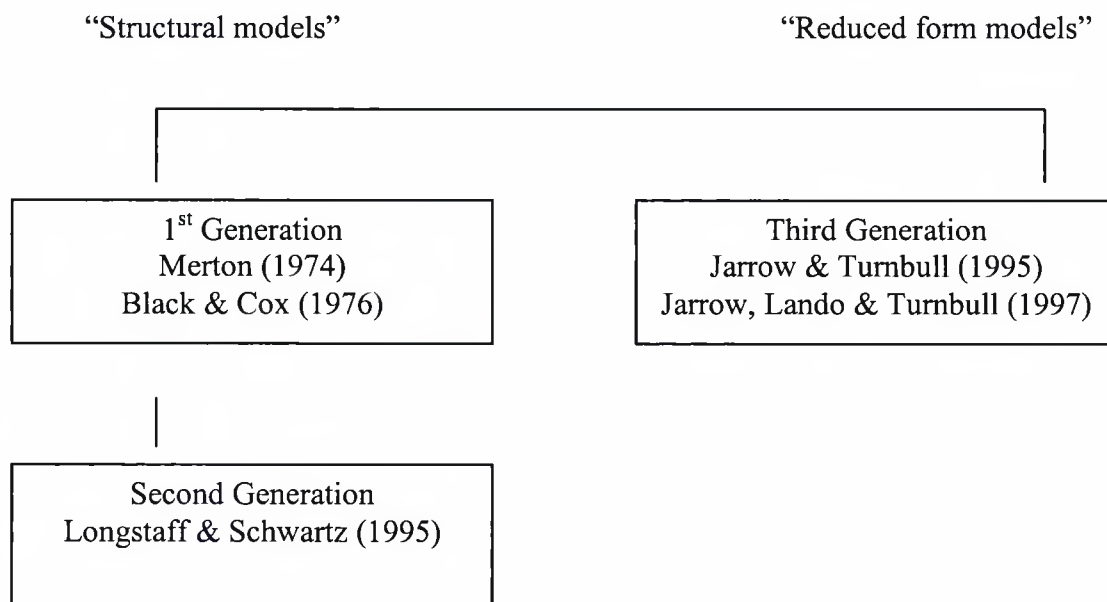 “Structural models”
“Reduced form models”
1st Generation
Merton (1974)
Black & Cox (1976)
Third Generation
Jarrow & Turnbull (1995)
Jarrow, Lando & Turnbull (1997)
Second Generation
Longstaff & Schwartz (1995)